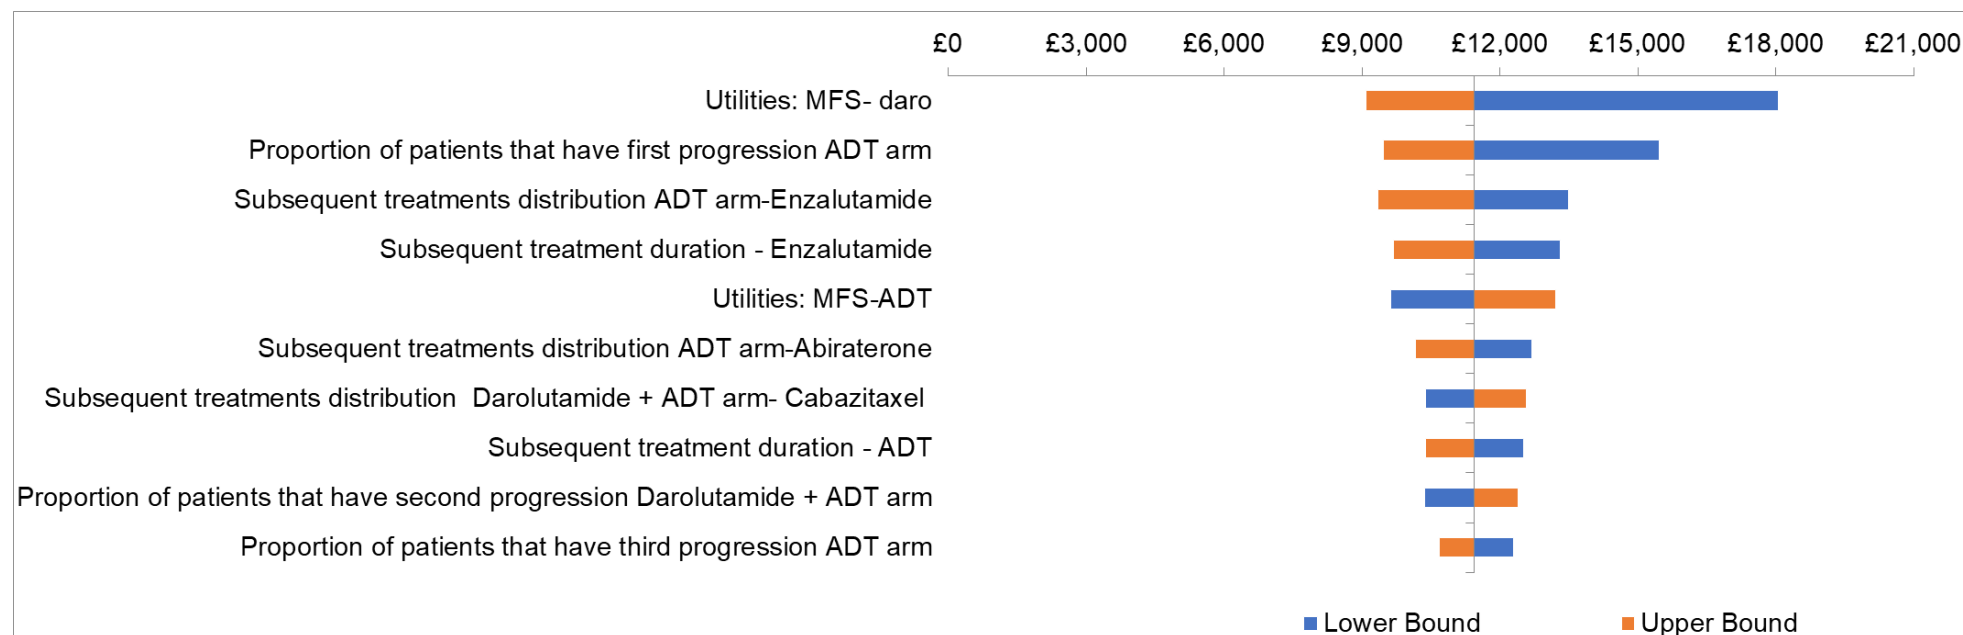 £0 £3,000 £6,000 £9,000 £12,000 £15,000 £18,000 £21,000
Utilities: MFS- daro
Proportion of patients that have first progression ADT arm
Subsequent treatments distribution ADT arm-Enzalutamide
Subsequent treatment duration - Enzalutamide
Utilities: MFS-ADT
Subsequent treatments distribution ADT arm-Abiraterone
Subsequent treatments distribution  Darolutamide + ADT arm- Cabazitaxel
Subsequent treatment duration - ADT
Proportion of patients that have second progression Darolutamide + ADT arm
Proportion of patients that have third progression ADT arm
Lower Bound Upper Bound